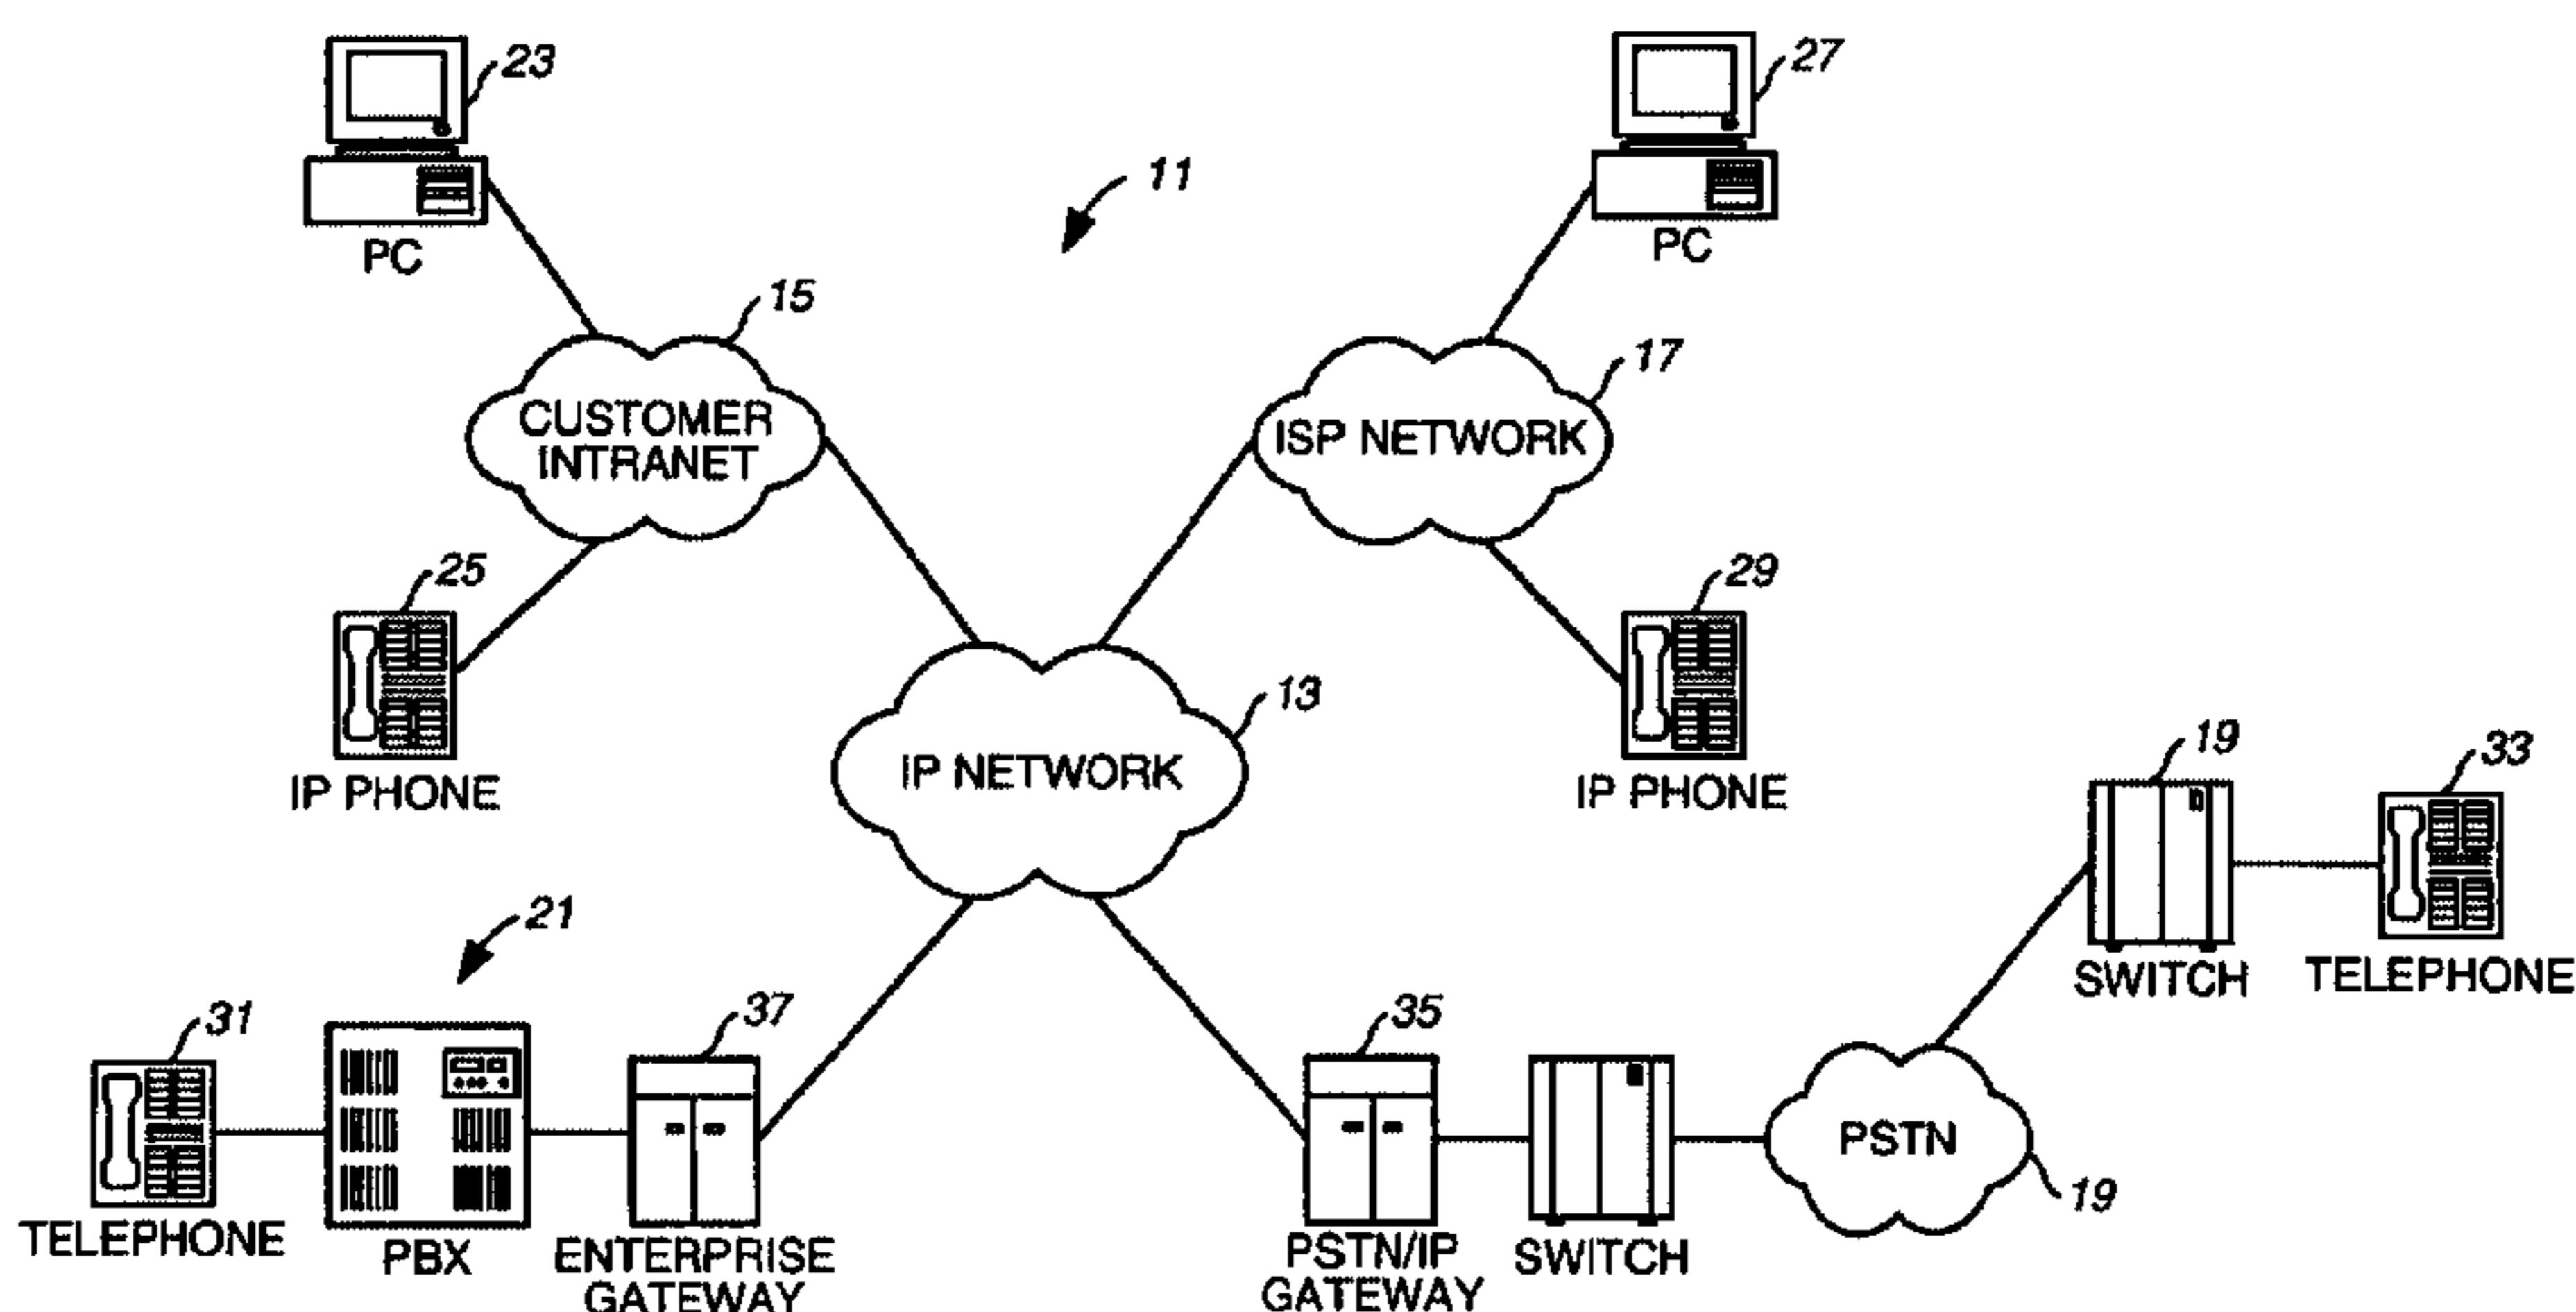 23
27
11
PC
PC
15
17
CUSTOMER
INTRANET
ISP NETWORK
25
29
13
IP NETWORK
19
33
IP PHONE
IP PHONE
21
SWITCH
TELEPHONE
31
37
35
PSTN
19
TELEPHONE
PBX
ENTERPRISE
GATEWAY
PSTN/IP
GATEWAY
SWITCH